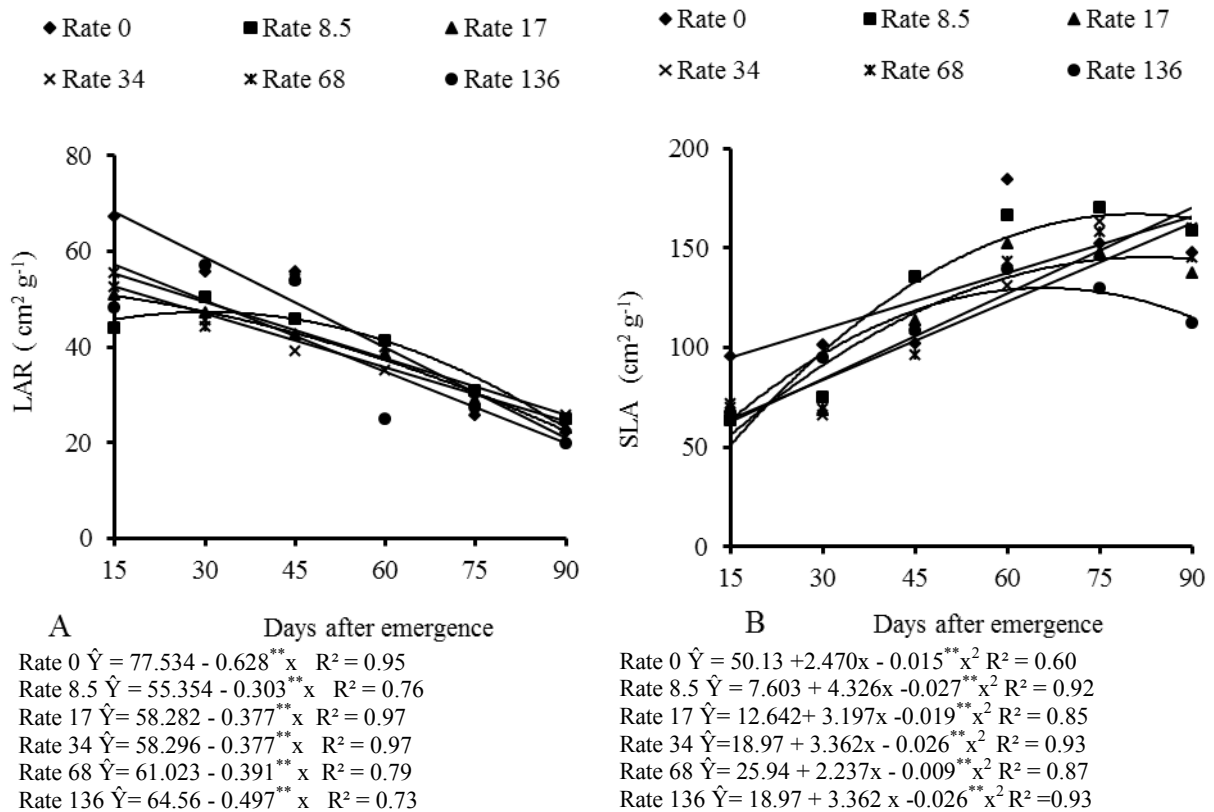 Rate 0 Rate 8.5 Rate 17
Rate 34 Rate 68 Rate 136
80
60
40
20
0
LAR ( cm² g⁻¹)
15 30 45 60 75 90
A Days after emergence
Rate 0 Ŷ = 77.534 - 0.628**x R² = 0.95
Rate 8.5 Ŷ = 55.354 - 0.303**x R² = 0.76
Rate 17 Ŷ= 58.282 - 0.377**x R² = 0.97
Rate 34 Ŷ= 58.296 - 0.377**x R² = 0.97
Rate 68 Ŷ= 61.023 - 0.391** x R² = 0.79
Rate 136 Ŷ= 64.56 - 0.497** x R² = 0.73
Rate 0 Rate 8.5 Rate 17
Rate 34 Rate 68 Rate 136
200
150
100
50
0
SLA (cm² g⁻¹)
15 30 45 60 75 90
B Days after emergence
Rate 0 Ŷ = 50.13 +2.470x - 0.015**x² R² = 0.60
Rate 8.5 Ŷ = 7.603 + 4.326x -0.027**x² R² = 0.92
Rate 17 Ŷ = 12.642+ 3.197x -0.019**x² R² = 0.85
Rate 34 Ŷ=18.97 + 3.362x - 0.026**x² R² = 0.93
Rate 68 Ŷ= 25.94 + 2.237x - 0.009**x² R² = 0.87
Rate 136 Ŷ= 18.97 + 3.362 x -0.026**x² R² =0.93